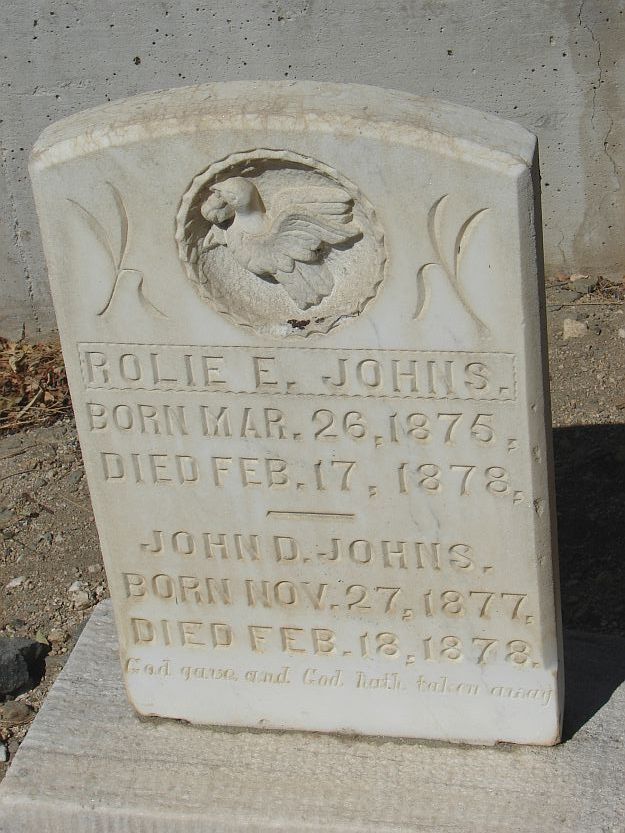 ROLIE E. JOHNS.
BORN MAR. 26, 1875,
DIED FEB. 17, 1878,
JOHN D. JOHNS.
BORN NOV. 27, 1877,
DIED FEB. 18, 1878.
God gave and God hath taken away